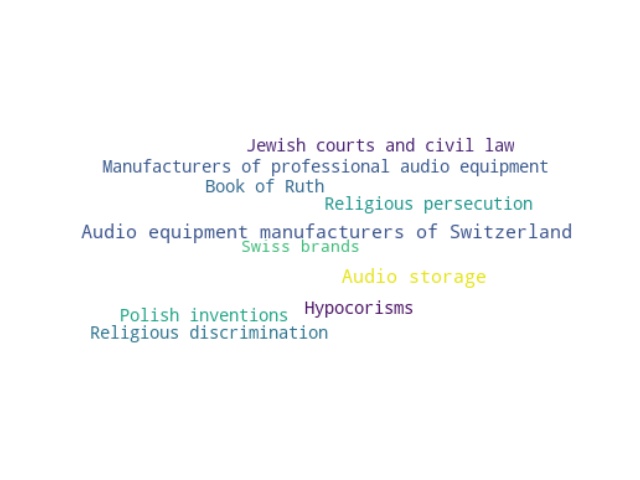 Jewish courts and civil law
Manufacturers of professional audio equipment
Book of Ruth
Religious persecution
Audio equipment manufacturers of Switzerland
Swiss brands
Audio storage
Hypocorisms
Polish inventions
Religious discrimination